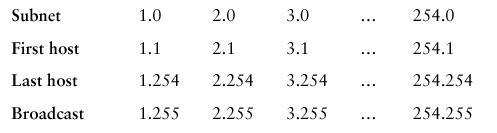 Subnet 1.0 2.0 3.0 ... 254.0
First host 1.1 2.1 3.1 ... 254.1
Last host 1.254 2.254 3.254 ... 254.254
Broadcast 1.255 2.255 3.255 ... 254.255